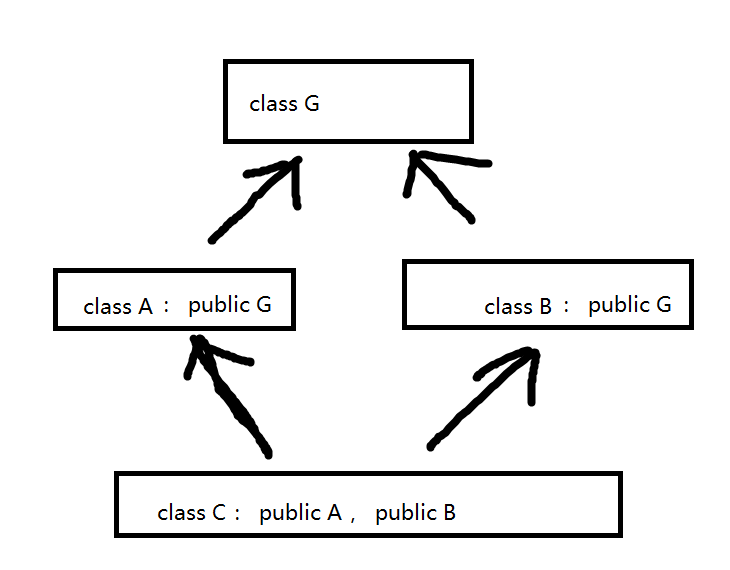 class G
class A： public G
class B： public G
class C： public A ， public B